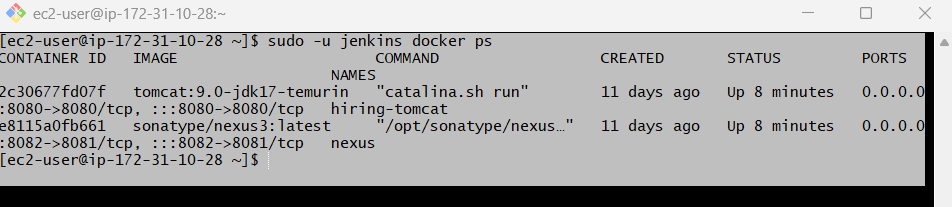 ec2-user@ip-172-31-10-28:~
[ec2-user@ip-172-31-10-28 ~]$ sudo -u jenkins docker ps
CONTAINER ID   IMAGE                        COMMAND                  CREATED       STATUS         PORTS
                                        NAMES
2c30677fd07f   tomcat:9.0-jdk17-temurin   "catalina.sh run"        11 days ago   Up 8 minutes   0.0.0.0
:8080->8080/tcp, :::8080->8080/tcp   hiring-tomcat
e8115a0fb661   sonatype/nexus3:latest     "/opt/sonatype/nexus…"   11 days ago   Up 8 minutes   0.0.0.0
:8082->8081/tcp, :::8082->8081/tcp   nexus
[ec2-user@ip-172-31-10-28 ~]$